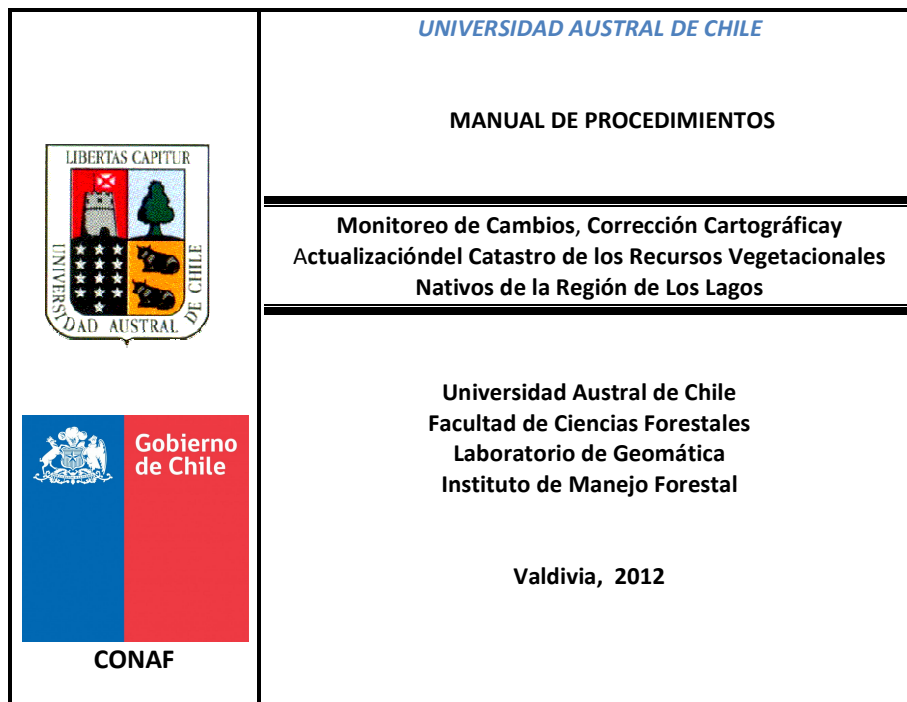 UNIVERSIDAD AUSTRAL DE CHILE
MANUAL DE PROCEDIMIENTOS
LIBERTAS CAPITUR
UNIVERSIDAD AUSTRAL DE CHILE
Monitoreo de Cambios, Corrección Cartográficay
Actualizacióndel Catastro de los Recursos Vegetacionales
Nativos de la Región de Los Lagos
Universidad Austral de Chile
Facultad de Ciencias Forestales
Laboratorio de Geomática
Instituto de Manejo Forestal
Gobierno
de Chile
Valdivia, 2012
CONAF